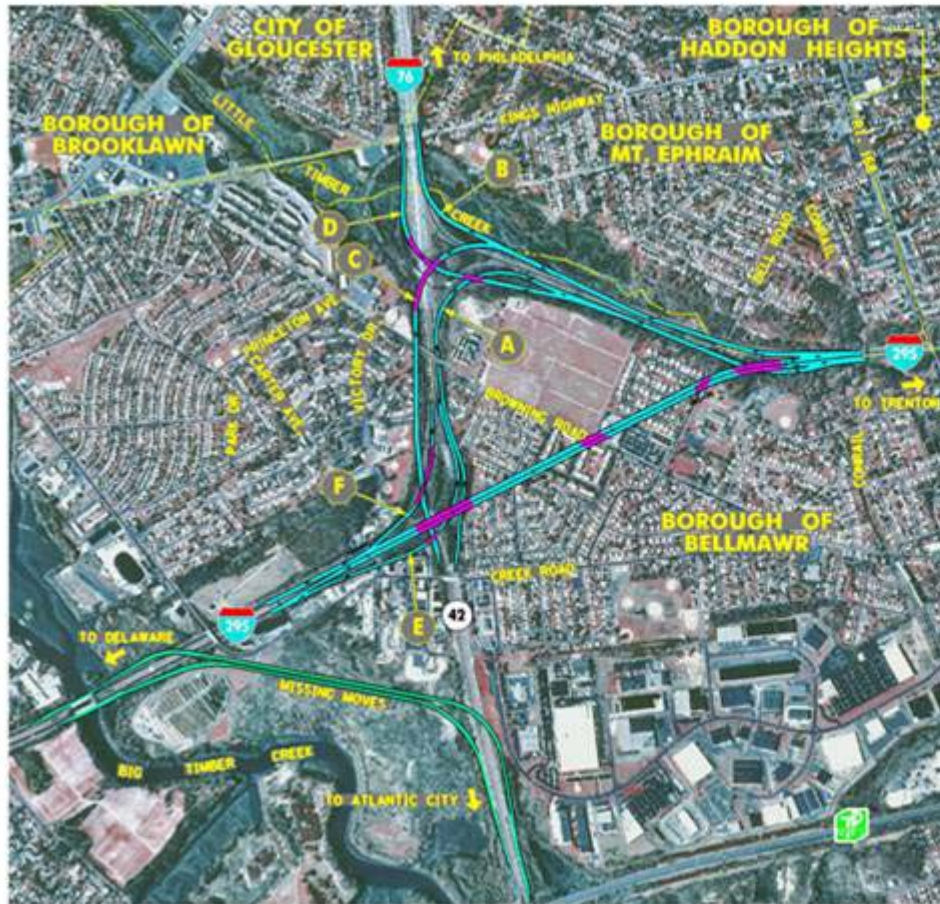 CITY OF
GLOUCESTER
BOROUGH OF
HADDON HEIGHTS
TO PHILADELPHIA
76
LITTLE
KINGS HIGHWAY
BOROUGH OF
BROOKLAWN
BOROUGH OF
MT. EPHRAIM
RT. 168
TIMBER
B
CREEK
D
BELL ROAD
CONRAIL
C
PRINCETON AVE
A
CARTER AVE
VICTORY DR
295
TO TRENTON
PARK DR
BROWNING ROAD
CONRAIL
F
BOROUGH OF
BELLMAWR
CREEK ROAD
295
42
E
TO DELAWARE
MISSING MOVES
BIG TIMBER CREEK
TO ATLANTIC CITY